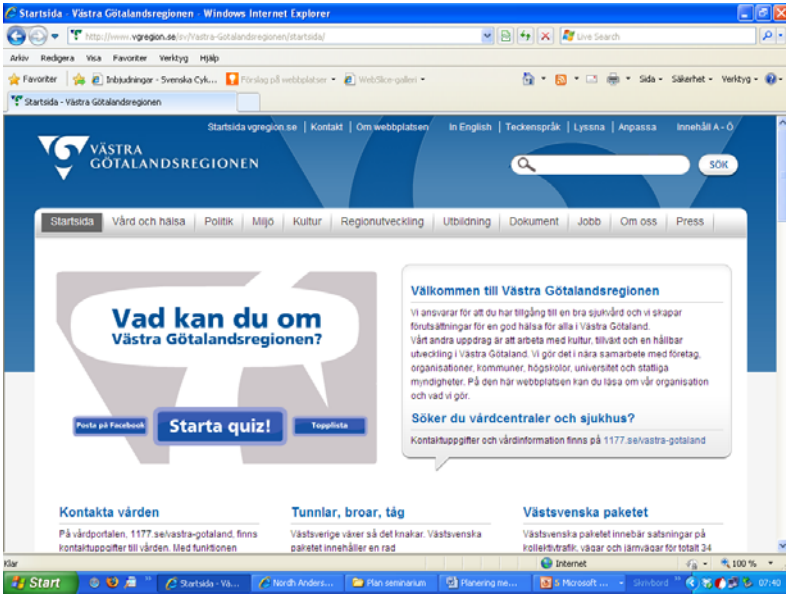 Startsida - Västra Götalandsregionen - Windows Internet Explorer
http://www.vgregion.se/sv/Vastra-Gotalandsregionen/startsida/
Live Search
Arkiv Redigera Visa Favoriter Verktyg Hjälp
Favoriter Inbjudningar - Svenska Cyk... Förslag på webbplatser WebSlice-galleri Sida Säkerhet Verktyg
Startsida - Västra Götalandsregionen
Startsida vgregion.se | Kontakt | Om webbplatsen In English | Teckenspråk | Lyssna | Anpassa Innehåll A - Ö
VÄSTRA
GÖTALANDSREGIONEN
SÖK
Startsida Vård och hälsa Politik Miljö Kultur Regionutveckling Utbildning Dokument Jobb Om oss Press
Vad kan du om
Västra Götalandsregionen?
Posta på Facebook Starta quiz! Topplista
Välkommen till Västra Götalandsregionen
Vi ansvarar för att du har tillgång till en bra sjukvård och vi skapar
förutsättningar för en god hälsa för alla i Västra Götaland.
Vårt andra uppdrag är att arbeta med kultur, tillväxt och en hållbar
utveckling i Västra Götaland. Vi gör det i nära samarbete med företag,
organisationer, kommuner, högskolor, universitet och statliga
myndigheter. På den här webbplatsen kan du läsa om vår organisation
och vad vi gör.
Söker du vårdcentraler och sjukhus?
Kontaktuppgifter och vårdinformation finns på 1177.se/vastra-gotaland
Kontakta vården
På vårdportalen, 1177.se/vastra-gotaland, finns
kontaktuppgifter till vården. Med funktionen
Tunnlar, broar, tåg
Västsverige växer så det knakar. Västsvenska
paketet innehåller en rad
Västsvenska paketet
Västsvenska paketet innebär satsningar på
kollektivtrafik, vägar och järnvägar för totalt 34
Klar Internet 100 %
Start Startsida - Vä... Nordh Anders... Plan seminarium Planering me... 5 Microsoft ... Skrivbord 07:40